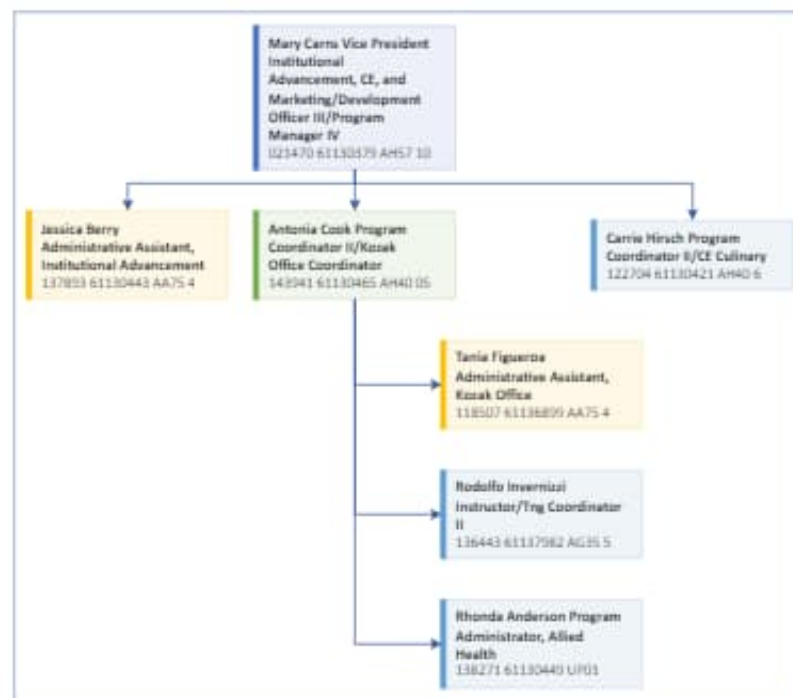 Mary Carns Vice President
Institutional
Advancement, CE, and
Marketing/Development
Officer III/Program
Manager IV
021470 61130379 AH57 10
Jessica Berry
Administrative Assistant,
Institutional Advancement
137893 61130443 AA75 4
Antonia Cook Program
Coordinator II/Kozak
Office Coordinator
143941 61130465 AH40 05
Carrie Hirsch Program
Coordinator II/CE Culinary
122704 61130421 AH40 6
Tania Figueroa
Administrative Assistant,
Kozak Office
118507 61136899 AA75 4
Rodolfo Invernizzi
Instructor/Tng Coordinator
II
136443 61137982 AG35 5
Rhonda Anderson Program
Administrator, Allied
Health
138271 61130449 UP01